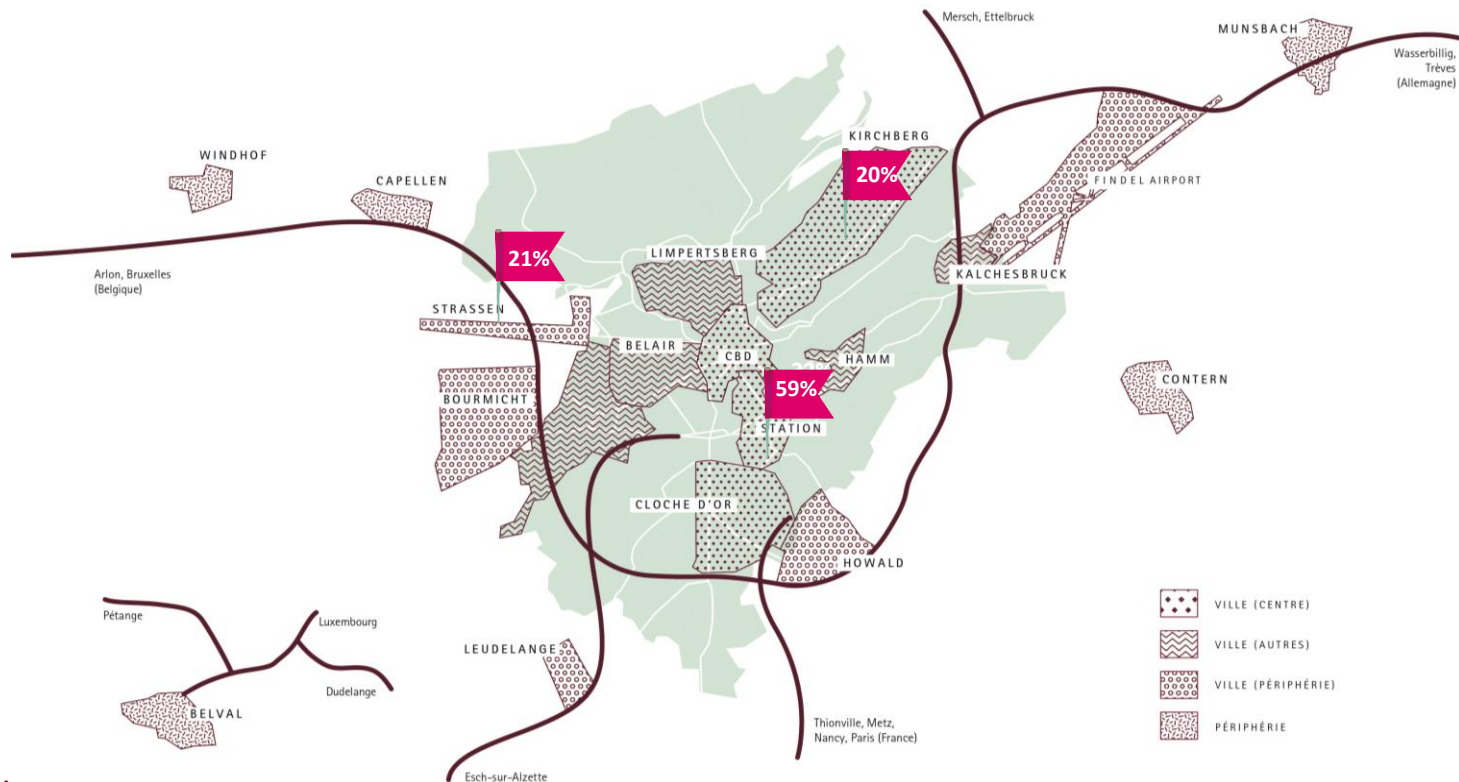 Mersch, Ettelbruck
MUNSBACH
Wasserbillig,
Trèves
(Allemagne)
KIRCHBERG
WINDHOF
20%
CAPELLEN
FINDEL AIRPORT
LIMPERTSBERG
21%
KALCHESBRUCK
Arlon, Bruxelles
(Belgique)
STRASSEN
BELAIR
CBD
HAMM
CONTERN
59%
BOURMICHT
STATION
CLOCHE D'OR
HOWALD
VILLE (CENTRE)
Pétange
Luxembourg
VILLE (AUTRES)
LEUDELANGE
VILLE (PÉRIPHÉRIE)
Dudelange
BELVAL
Thionville, Metz,
Nancy, Paris (France)
PÉRIPHÉRIE
Esch-sur-Alzette